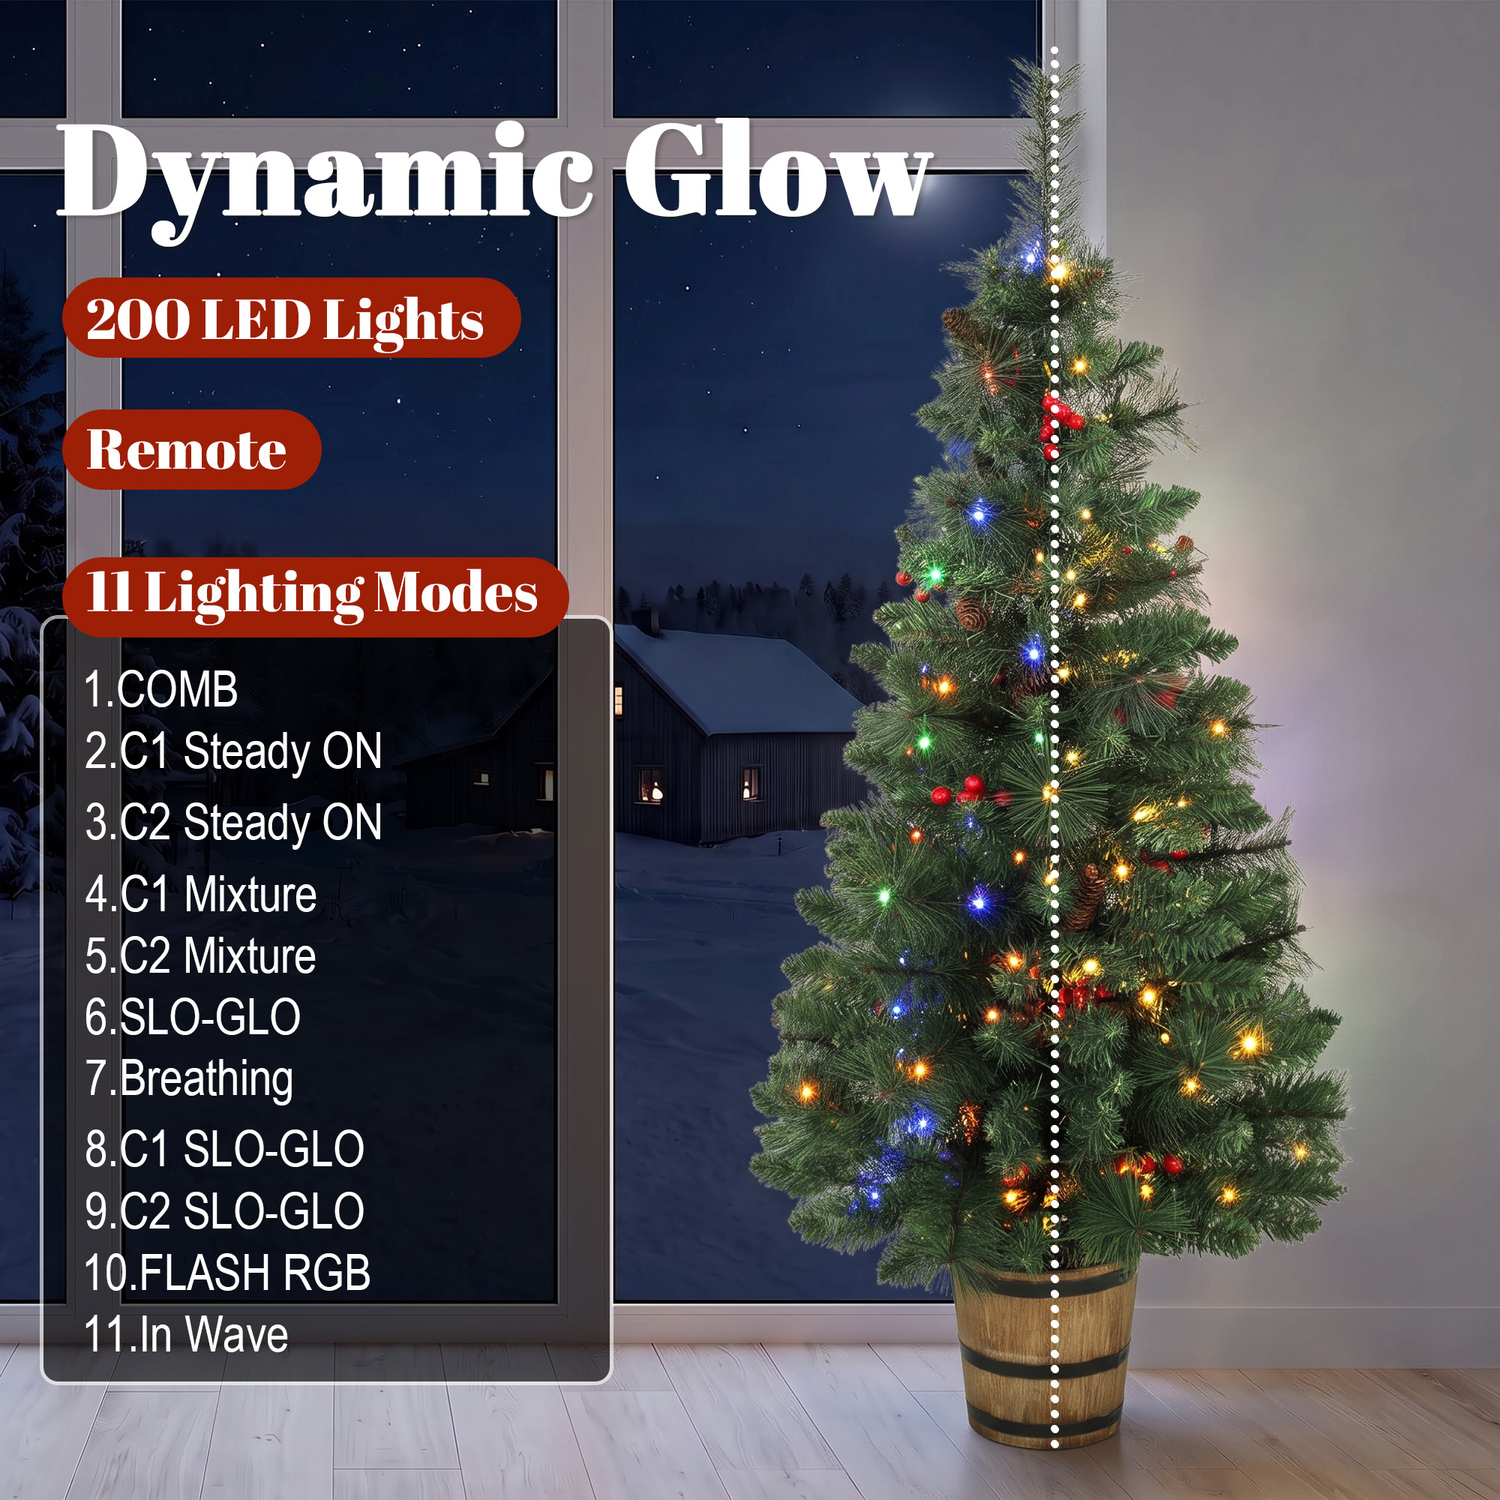 Dynamic Glow
200 LED Lights
Remote
11 Lighting Modes
1.COMB
2.C1 Steady ON
3.C2 Steady ON
4.C1 Mixture
5.C2 Mixture
6.SLO-GLO
7.Breathing
8.C1 SLO-GLO
9.C2 SLO-GLO
10.FLASH RGB
11.In Wave